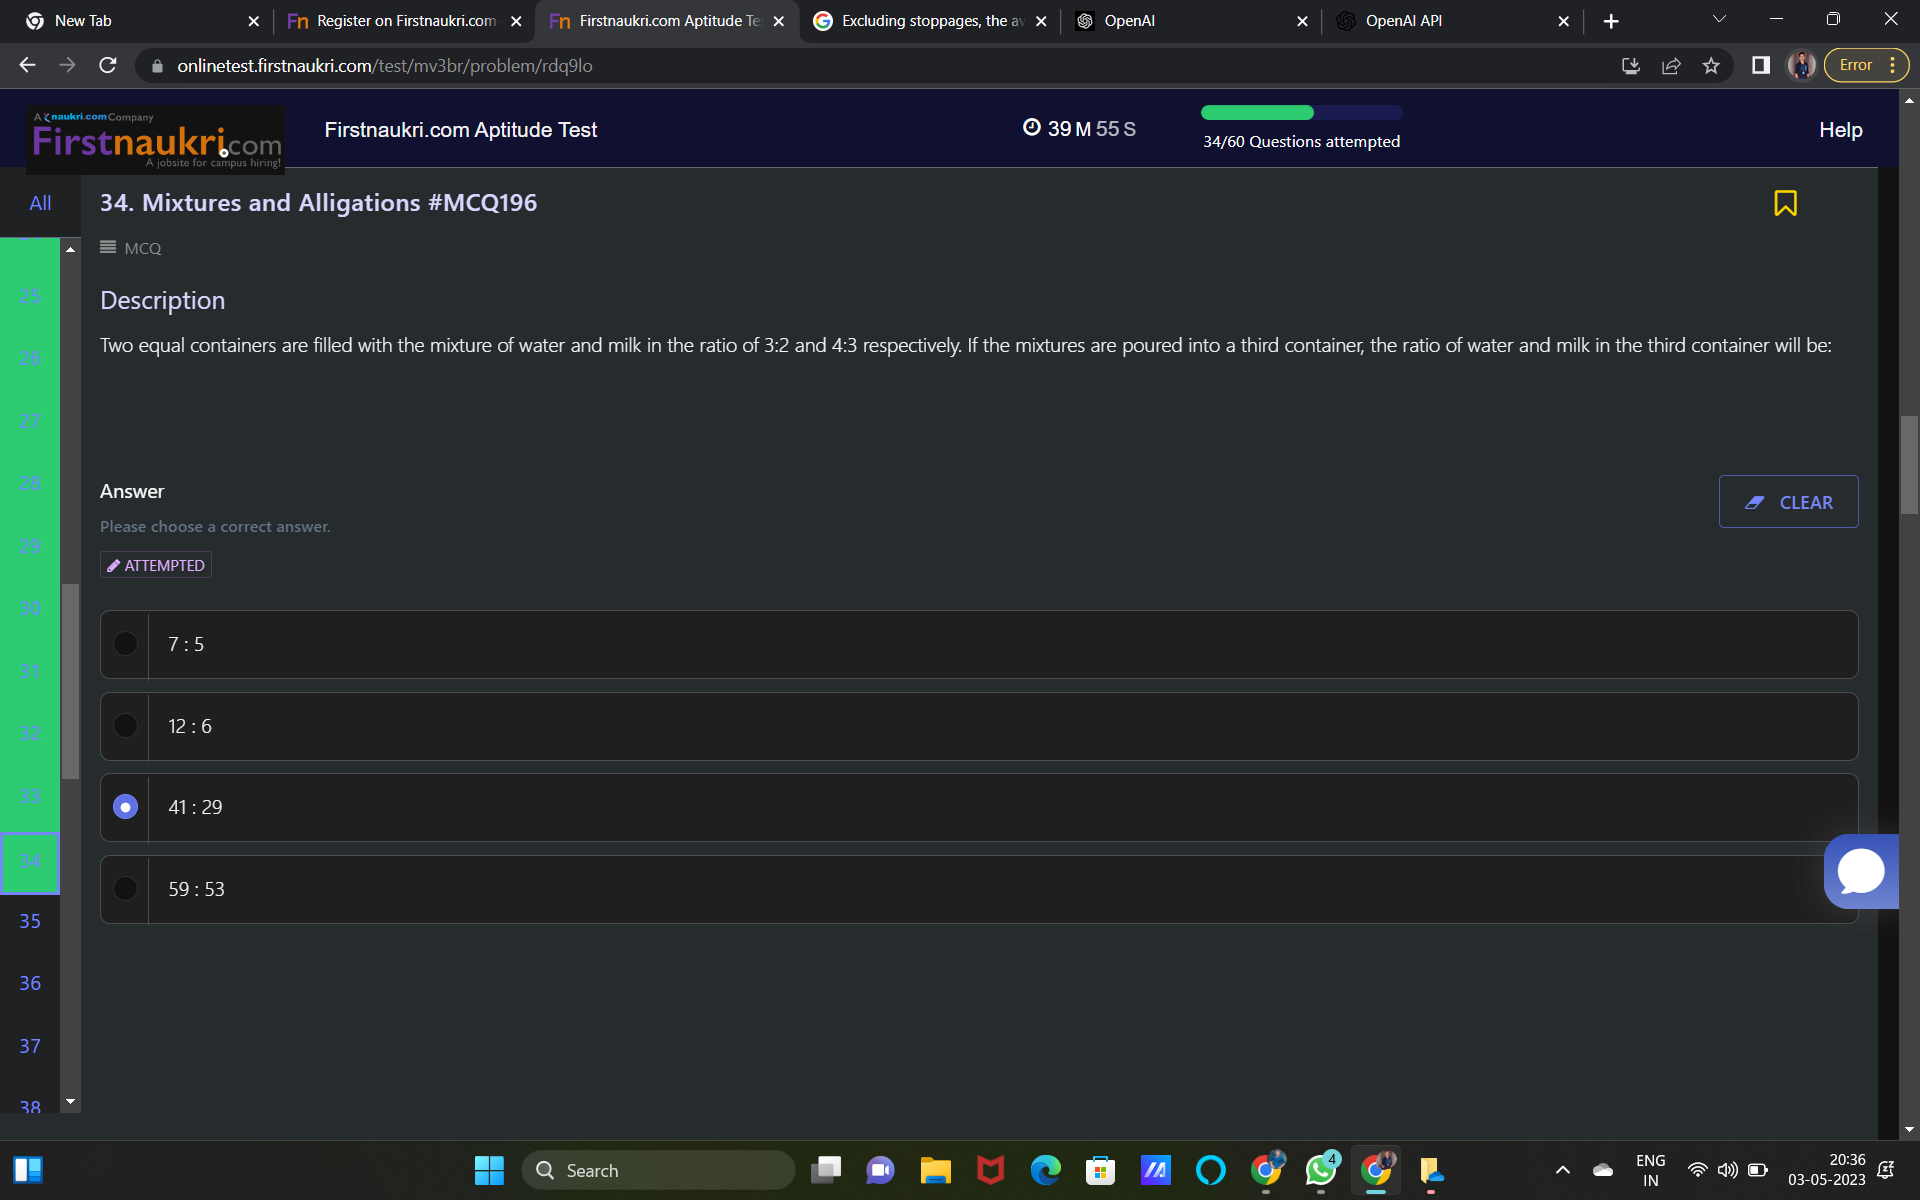 New Tab
Register on Firstnaukri.com
Firstnaukri.com Aptitude Te
Excluding stoppages, the av
OpenAI
OpenAI API
onlinetest.firstnaukri.com/test/mv3br/problem/rdq9lo
Error
A naukri.com Company
Firstnaukri.com
A jobsite for campus hiring!
Firstnaukri.com Aptitude Test
39 M 55 S
34/60 Questions attempted
Help
All
34. Mixtures and Alligations #MCQ196
MCQ
25
Description
Two equal containers are filled with the mixture of water and milk in the ratio of 3:2 and 4:3 respectively. If the mixtures are poured into a third container, the ratio of water and milk in the third container will be:
26
27
28
Answer
CLEAR
Please choose a correct answer.
29
ATTEMPTED
30
7 : 5
31
12 : 6
32
33
41 : 29
34
59 : 53
35
36
37
38
Search
4
ENG
IN
20:36
03-05-2023